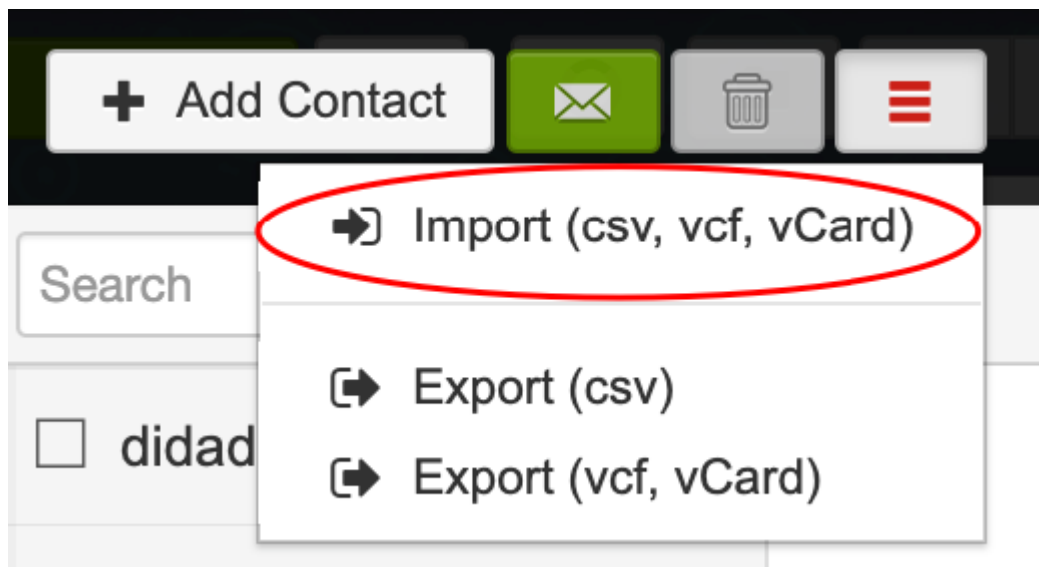 Add Contact
Import (csv, vcf, vCard)
Search
Export (csv)
didad
Export (vcf, vCard)